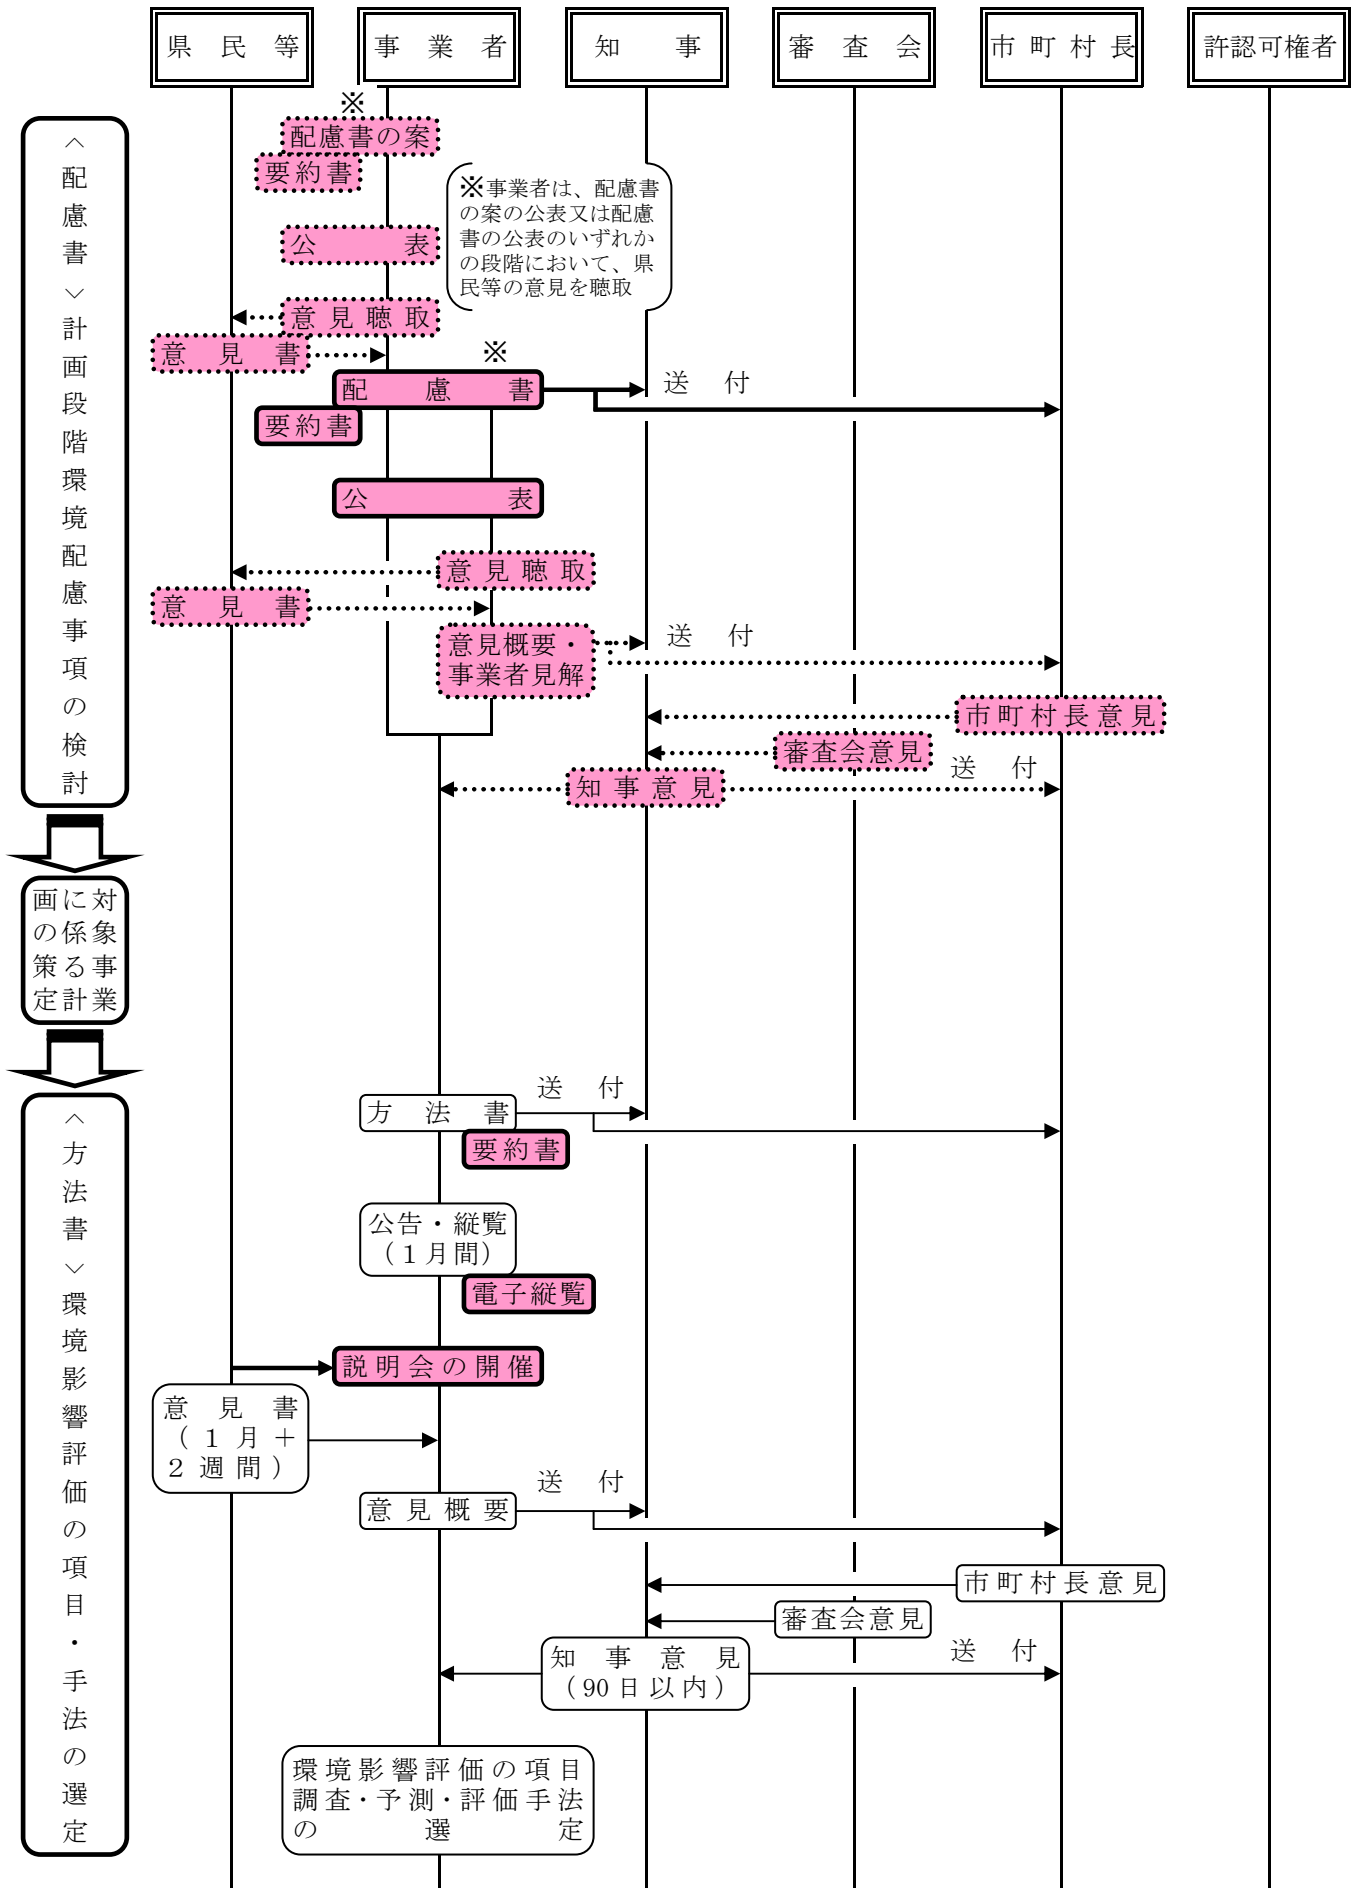 県民等
事業者
知事
審査会
市町村長
許認可権者
〈配慮書〉計画段階環境配慮事項の検討
※
配慮書の案
要約書
※事業者は、配慮書
の案の公表又は配慮
書の公表のいずれか
の段階において、県
民等の意見を聴取
公表
意見聴取
意見書
※
配慮書
送付
要約書
公表
意見聴取
意見書
意見概要・
事業者見解
送付
市町村長意見
審査会意見
送付
知事意見
対象事業
に係る計
画の策定
〈方法書〉環境影響評価の項目・手法の選定
送付
方法書
要約書
公告・縦覧
（１月間）
電子縦覧
説明会の開催
意見書
（１月＋
２週間）
送付
意見概要
市町村長意見
審査会意見
送付
知事意見
（90日以内）
環境影響評価の項目
調査・予測・評価手法
の選定